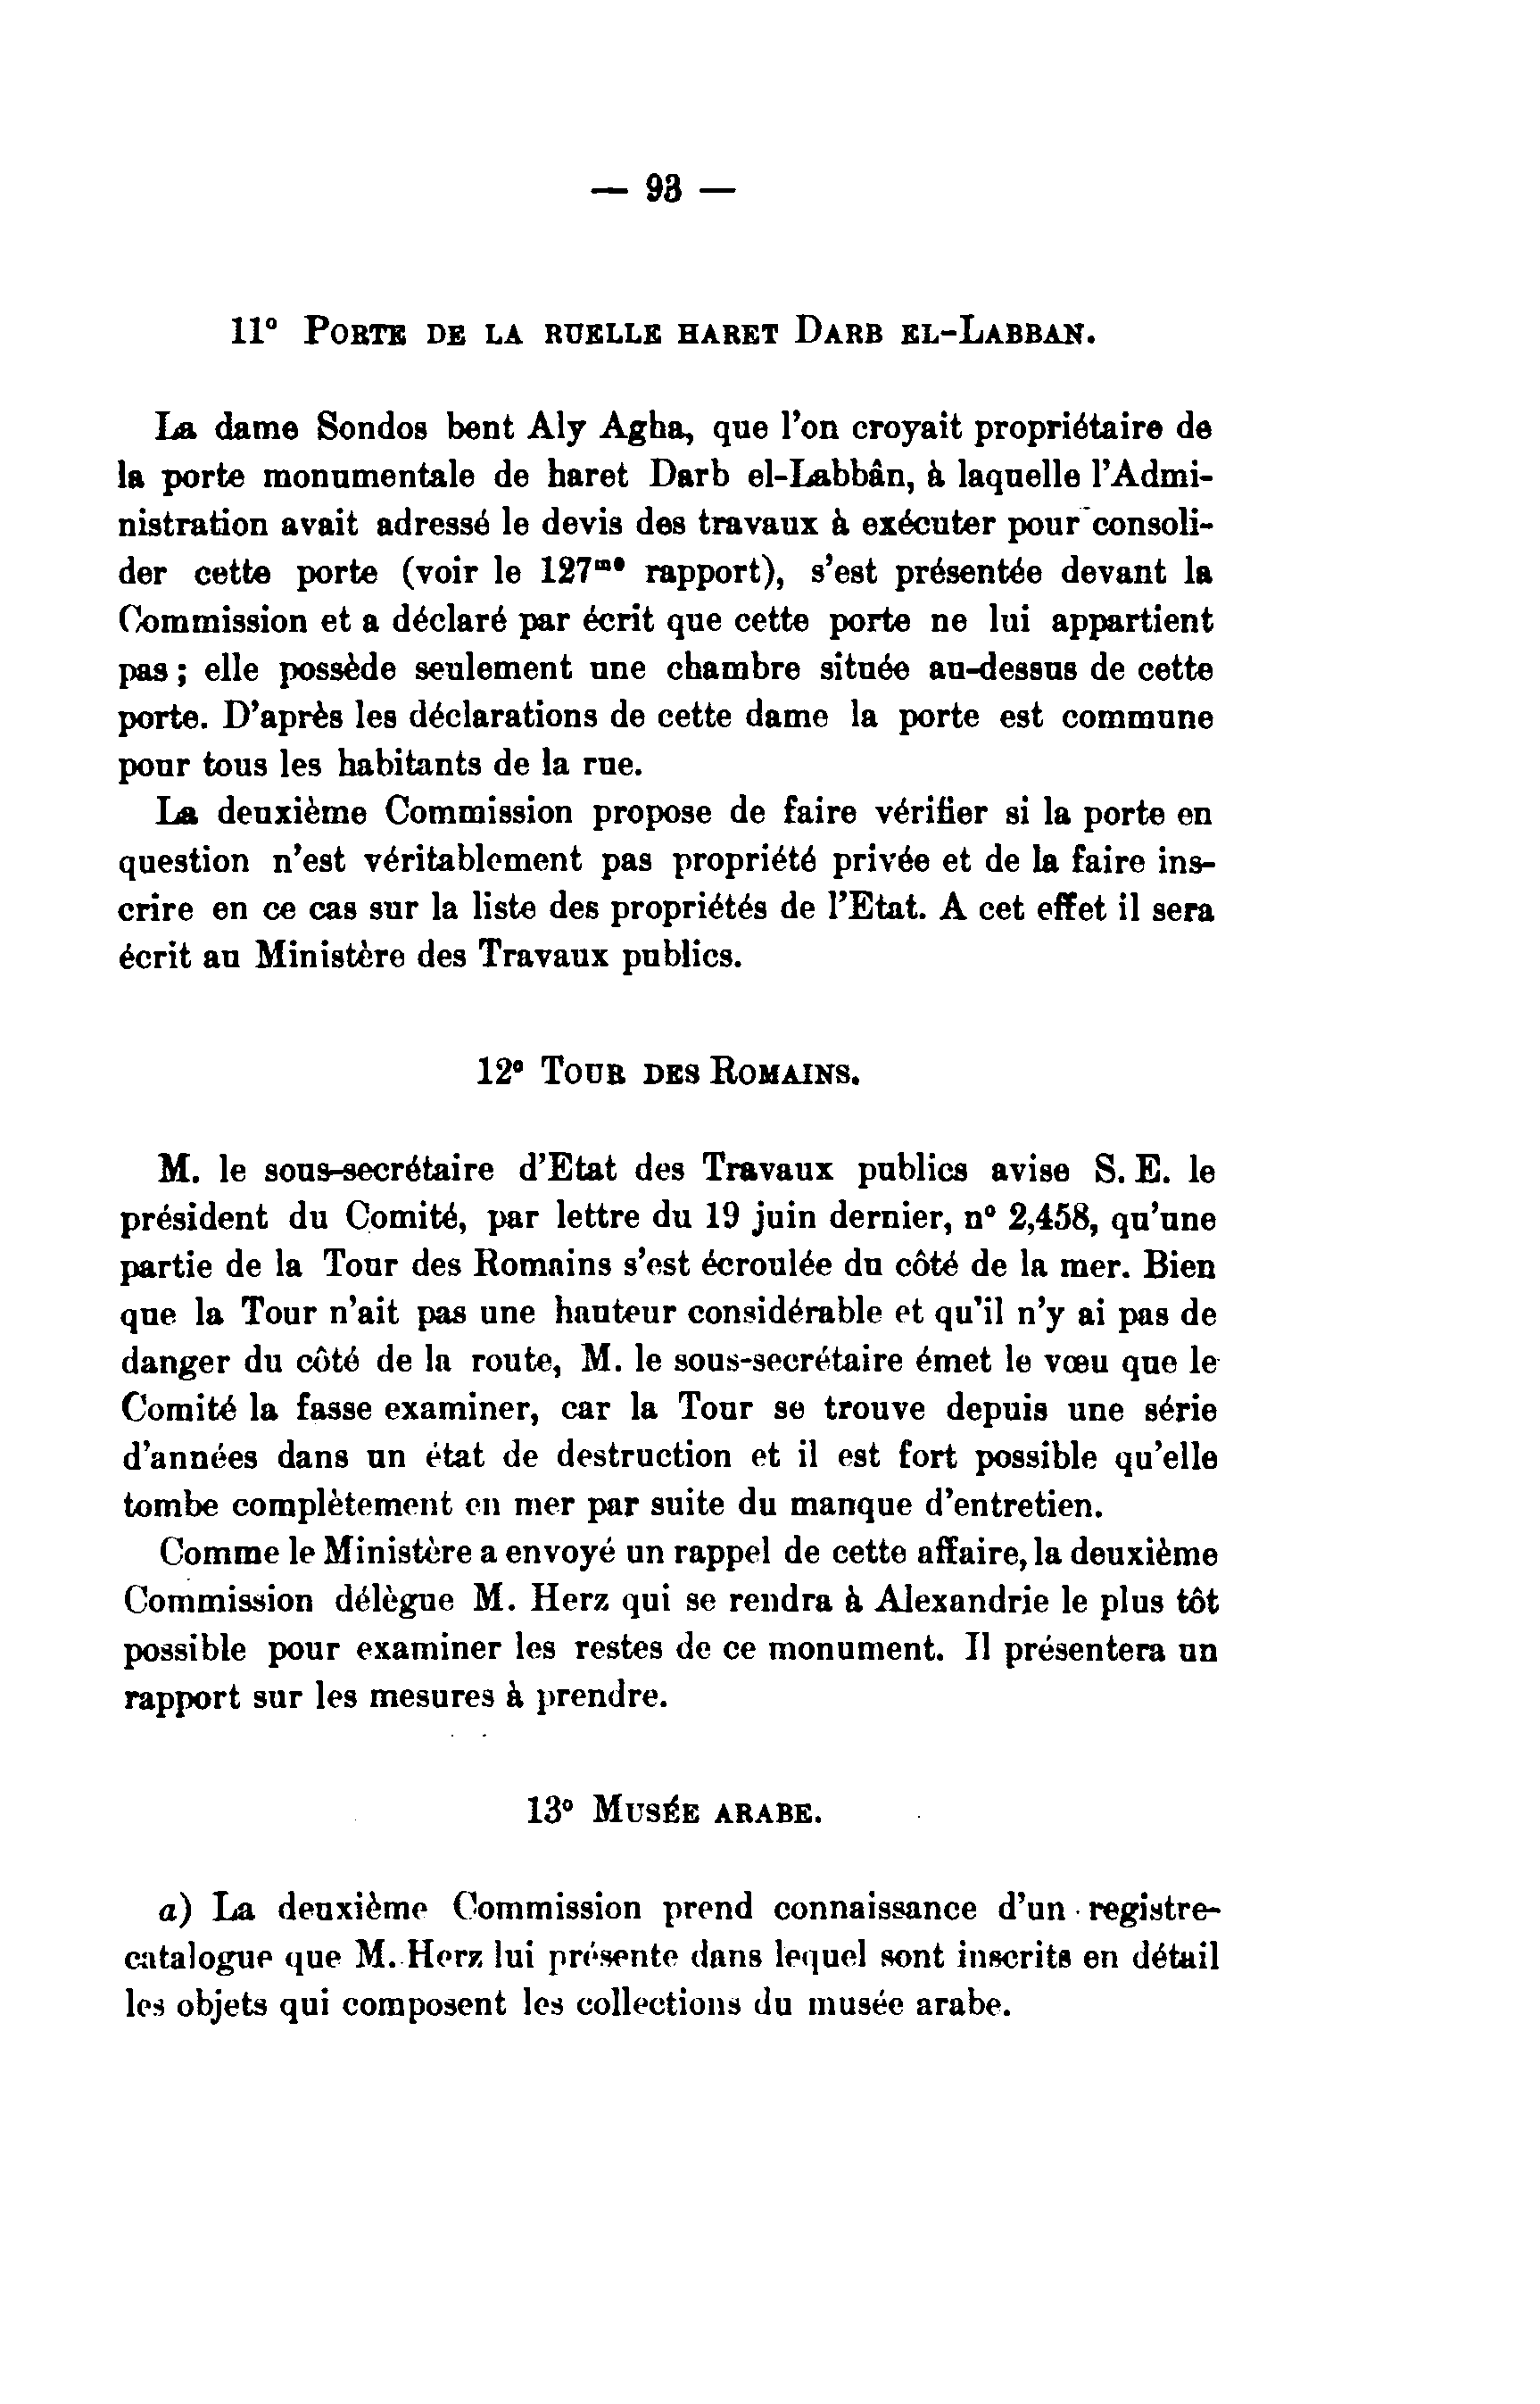 — 93 —
11° PORTE DE LA RUELLE HARET DARB EL-LABBAN.
La dame Sondos bent Aly Agha, que l'on croyait propriétaire de
la porte monumentale de haret Darb el-Labbân, à laquelle l'Admi-
nistration avait adressé le devis des travaux à exécuter pour consoli-
der cette porte (voir le 127me rapport), s'est présentée devant la
Commission et a déclaré par écrit que cette porte ne lui appartient
pas ; elle possède seulement une chambre située au-dessus de cette
porte. D'après les déclarations de cette dame la porte est commune
pour tous les habitants de la rue.
La deuxième Commission propose de faire vérifier si la porte en
question n'est véritablement pas propriété privée et de la faire ins-
crire en ce cas sur la liste des propriétés de l'Etat. A cet effet il sera
écrit au Ministère des Travaux publics.
12° TOUR DES ROMAINS.
M. le sous-secrétaire d'Etat des Travaux publics avise S. E. le
président du Comité, par lettre du 19 juin dernier, n° 2,458, qu'une
partie de la Tour des Romains s'est écroulée du côté de la mer. Bien
que la Tour n'ait pas une hauteur considérable et qu'il n'y ai pas de
danger du côté de la route, M. le sous-secrétaire émet le vœu que le
Comité la fasse examiner, car la Tour se trouve depuis une série
d'années dans un état de destruction et il est fort possible qu'elle
tombe complètement en mer par suite du manque d'entretien.
Comme le Ministère a envoyé un rappel de cette affaire, la deuxième
Commission délègue M. Herz qui se rendra à Alexandrie le plus tôt
possible pour examiner les restes de ce monument. Il présentera un
rapport sur les mesures à prendre.
13° MUSÉE ARABE.
a) La deuxième Commission prend connaissance d'un registre-
catalogue que M. Herz lui présente dans lequel sont inscrits en détail
les objets qui composent les collections du musée arabe.